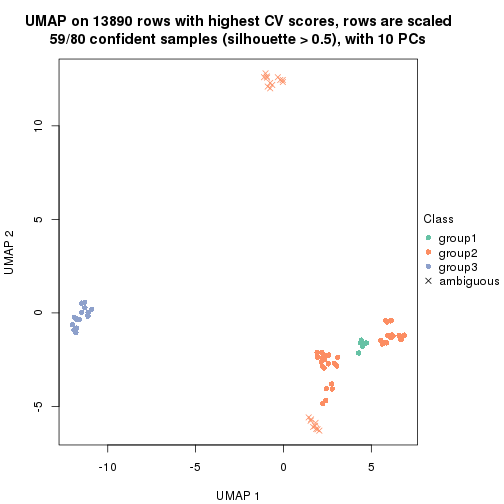 UMAP on 13890 rows with highest CV scores, rows are scaled
59/80 confident samples (silhouette > 0.5), with 10 PCs
10
5
0
-5
UMAP 2
-10
-5
0
5
UMAP 1
Class
group1
group2
group3
ambiguous